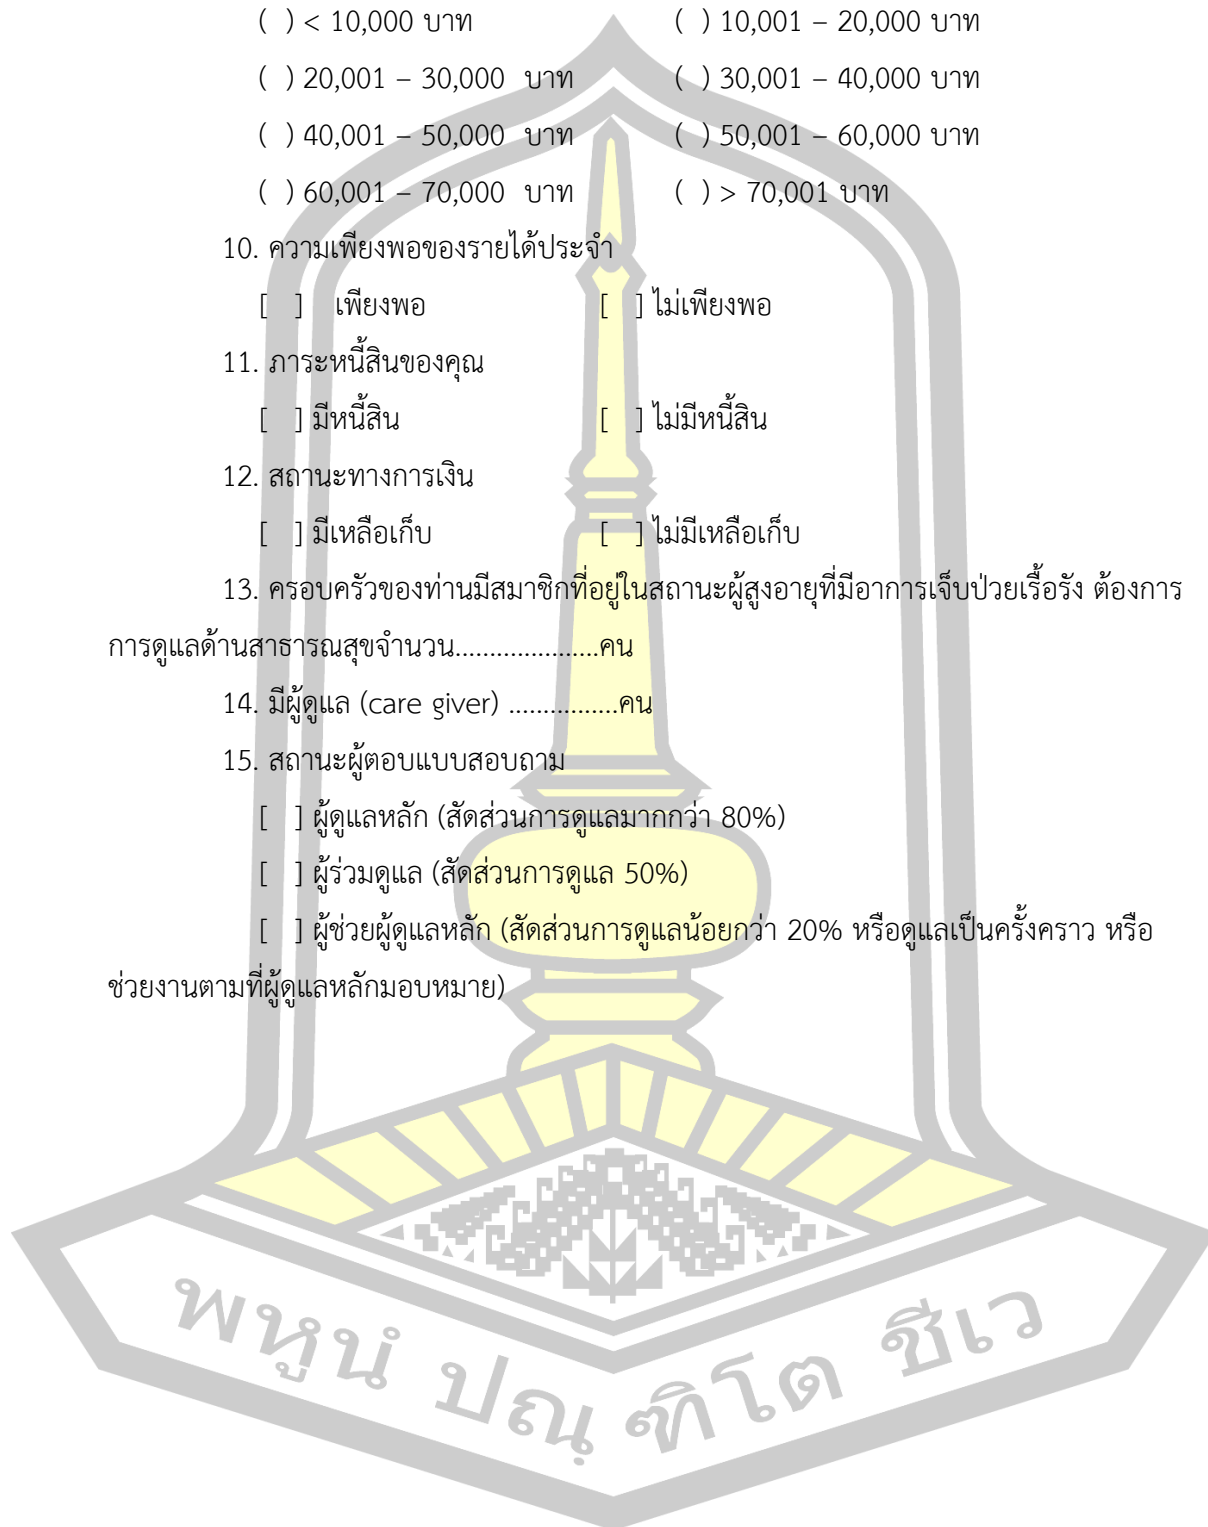 ( ) < 10,000 บาท ( ) 10,001 – 20,000 บาท
( ) 20,001 – 30,000 บาท ( ) 30,001 – 40,000 บาท
( ) 40,001 – 50,000 บาท ( ) 50,001 – 60,000 บาท
( ) 60,001 – 70,000 บาท ( ) > 70,001 บาท
10. ความเพียงพอของรายได้ประจำ
[ ] เพียงพอ [ ] ไม่เพียงพอ
11. ภาระหนี้สินของคุณ
[ ] มีหนี้สิน [ ] ไม่มีหนี้สิน
12. สถานะทางการเงิน
[ ] มีเหลือเก็บ [ ] ไม่มีเหลือเก็บ
13. ครอบครัวของท่านมีสมาชิกที่อยู่ในสถานะผู้สูงอายุที่มีอาการเจ็บป่วยเรื้อรัง ต้องการ
การดูแลด้านสาธารณสุขจำนวน.....................คน
14. มีผู้ดูแล (care giver) ................คน
15. สถานะผู้ตอบแบบสอบถาม
[ ] ผู้ดูแลหลัก (สัดส่วนการดูแลมากกว่า 80%)
[ ] ผู้ร่วมดูแล (สัดส่วนการดูแล 50%)
[ ] ผู้ช่วยผู้ดูแลหลัก (สัดส่วนการดูแลน้อยกว่า 20% หรือดูแลเป็นครั้งคราว หรือ
ช่วยงานตามที่ผู้ดูแลหลักมอบหมาย)
พหูนํ ปณฺฑิโต ชีเว